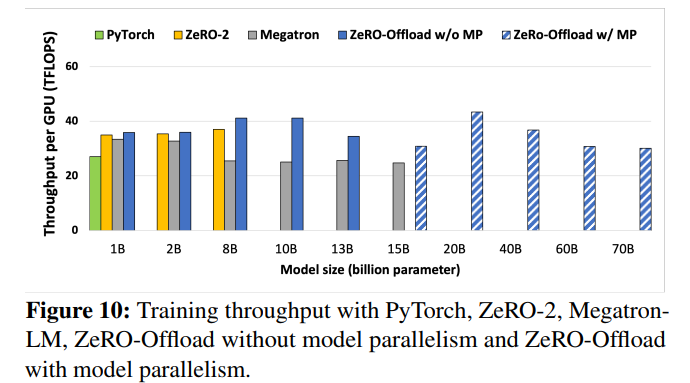 PyTorch ZeRO-2 Megatron ZeRO-Offload w/o MP ZeRo-Offload w/ MP
Throughput per GPU (TFLOPS)
60
40
20
0
1B 2B 8B 10B 13B 15B 20B 40B 60B 70B
Model size (billion parameter)
Figure 10: Training throughput with PyTorch, ZeRO-2, Megatron-
LM, ZeRO-Offload without model parallelism and ZeRO-Offload
with model parallelism.